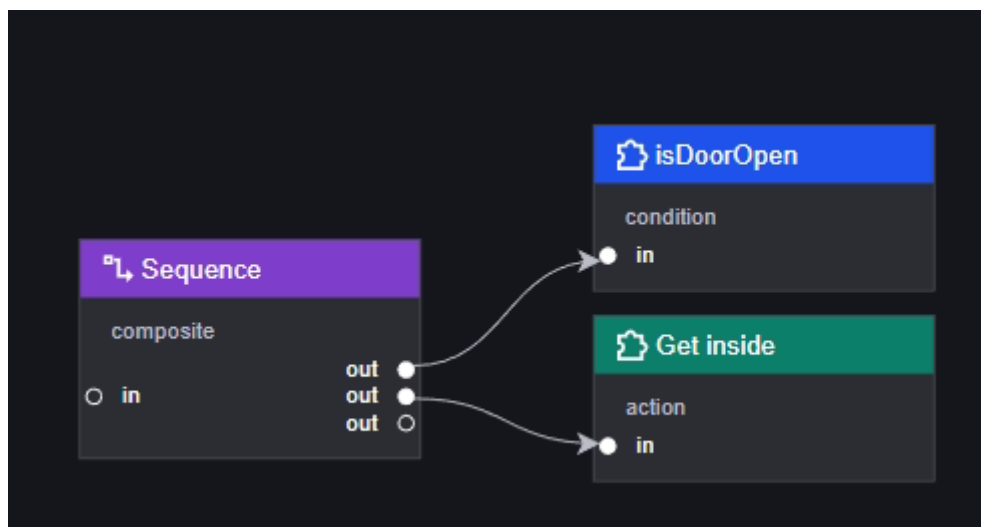 Sequence
composite
in
out
out
out
isDoorOpen
condition
in
Get inside
action
in